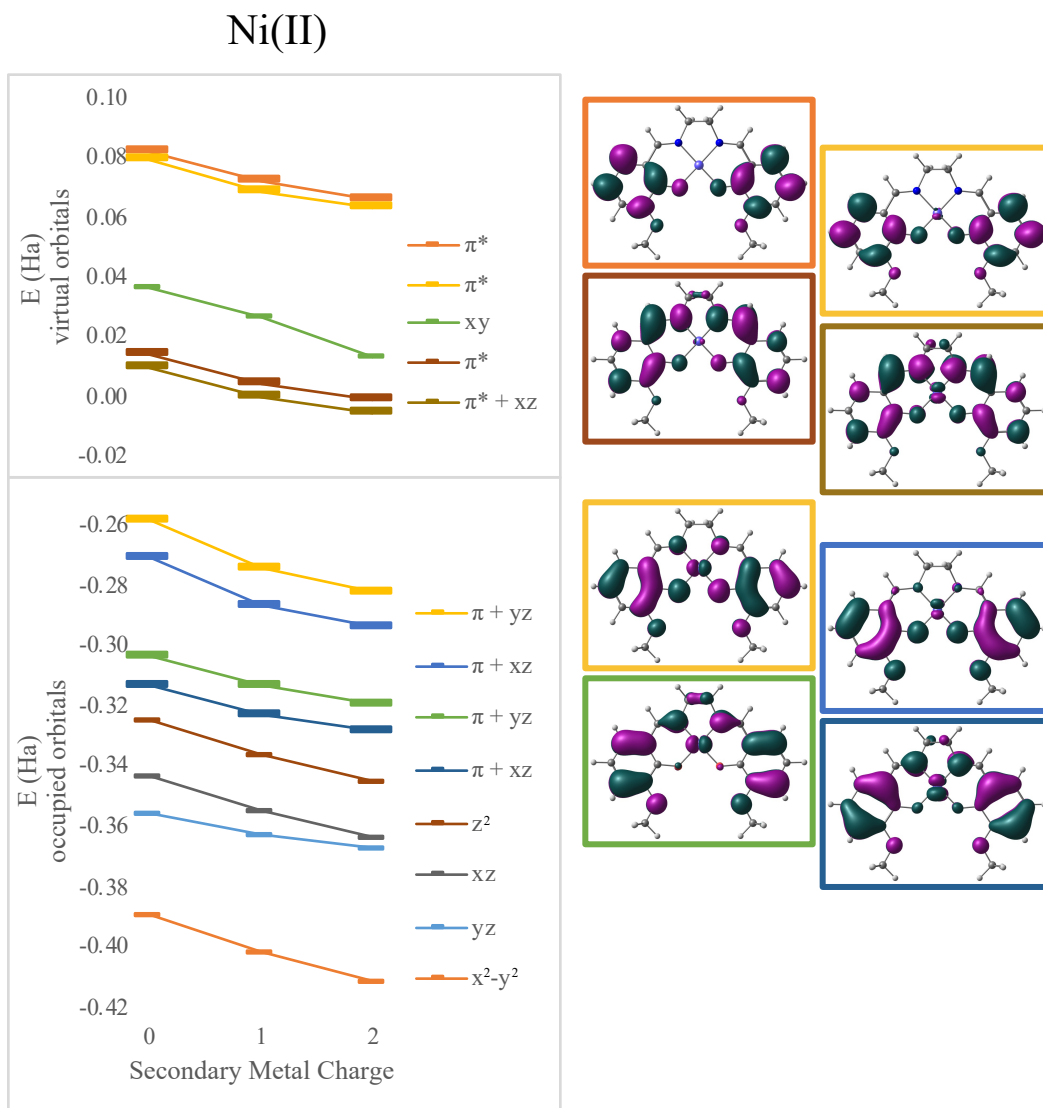 Ni(II)
0.10
0.08
0.06
0.04
0.02
0.00
-0.02
E (Ha)
virtual orbitals
π*
π*
xy
π*
π* + xz
-0.26
-0.28
-0.30
-0.32
-0.34
-0.36
-0.38
-0.40
-0.42
E (Ha)
occupied orbitals
π + yz
π + xz
π + yz
π + xz
z²
xz
yz
x²-y²
0 1 2
Secondary Metal Charge